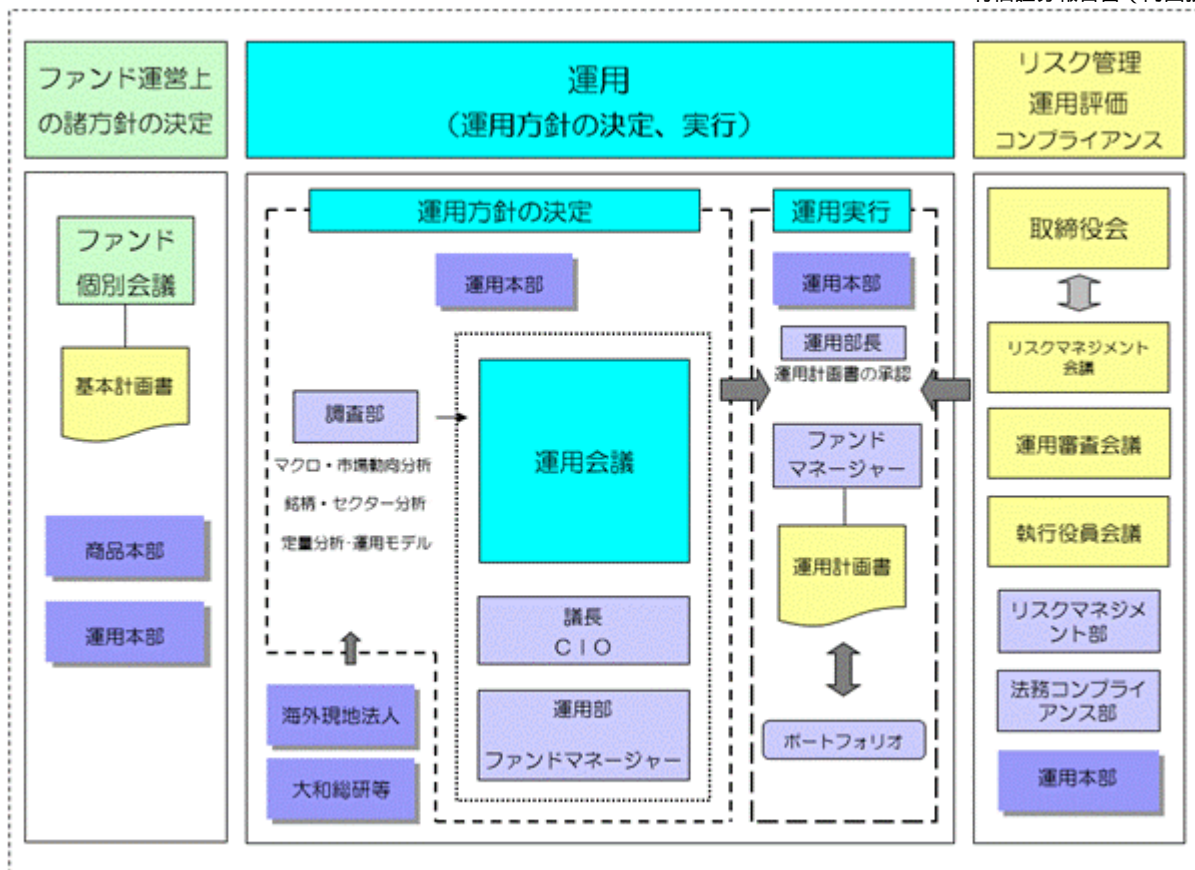 ファンド運営上
の諸方針の決定
運用
（運用方針の決定、実行）
リスク管理
運用評価
コンプライアンス
ファンド
個別会議
基本計画書
商品本部
運用本部
運用方針の決定
運用本部
調査部
マクロ・市場動向分析
銘柄・セクター分析
定量分析・運用モデル
運用会議
議長
ＣＩＯ
運用部
ファンドマネージャー
海外現地法人
大和総研等
運用実行
運用本部
運用部長
運用計画書の承認
ファンド
マネージャー
運用計画書
ポートフォリオ
取締役会
リスクマネジメント
会議
運用審査会議
執行役員会議
リスクマネジメ
ント部
法務コンプライ
アンス部
運用本部